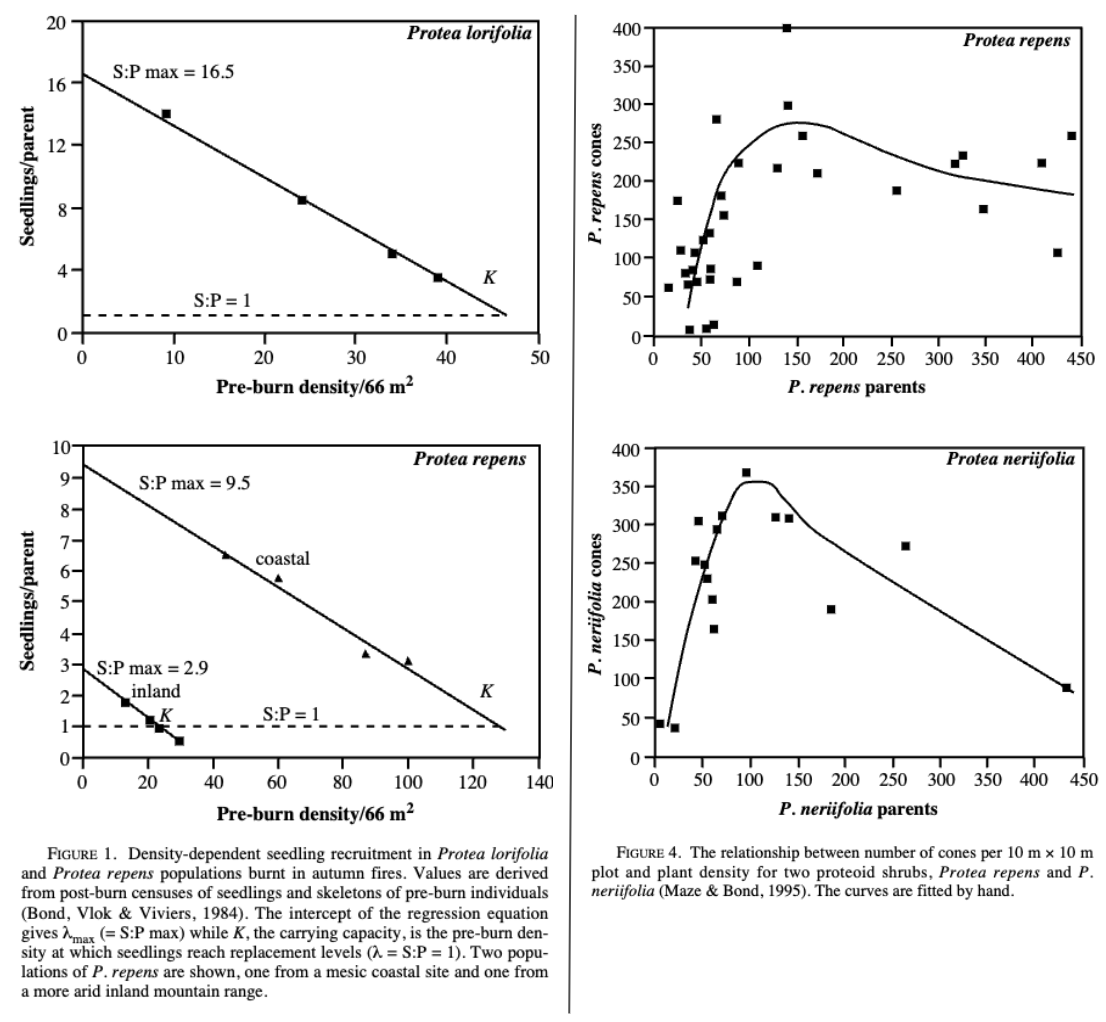 Protea lorifolia
20
16
12
8
4
0
Seedlings/parent
S:P max = 16.5
K
S:P = 1
0 10 20 30 40 50
Pre-burn density/66 m²
Protea repens
10
9
8
7
6
5
4
3
2
1
0
Seedlings/parent
S:P max = 9.5
coastal
S:P max = 2.9
inland
K
K
S:P = 1
0 20 40 60 80 100 120 140
Pre-burn density/66 m²
FIGURE 1. Density-dependent seedling recruitment in Protea lorifolia
and Protea repens populations burnt in autumn fires. Values are derived
from post-burn censuses of seedlings and skeletons of pre-burn individuals
(Bond, Vlok & Viviers, 1984). The intercept of the regression equation
gives λmax (= S:P max) while K, the carrying capacity, is the pre-burn den-
sity at which seedlings reach replacement levels (λ = S:P = 1). Two popu-
lations of P. repens are shown, one from a mesic coastal site and one from
a more arid inland mountain range.
Protea repens
400
350
300
250
200
150
100
50
0
P. repens cones
0 50 100 150 200 250 300 350 400 450
P. repens parents
Protea neriifolia
400
350
300
250
200
150
100
50
0
P. neriifolia cones
0 50 100 150 200 250 300 350 400 450
P. neriifolia parents
FIGURE 4. The relationship between number of cones per 10 m × 10 m
plot and plant density for two proteoid shrubs, Protea repens and P.
neriifolia (Maze & Bond, 1995). The curves are fitted by hand.